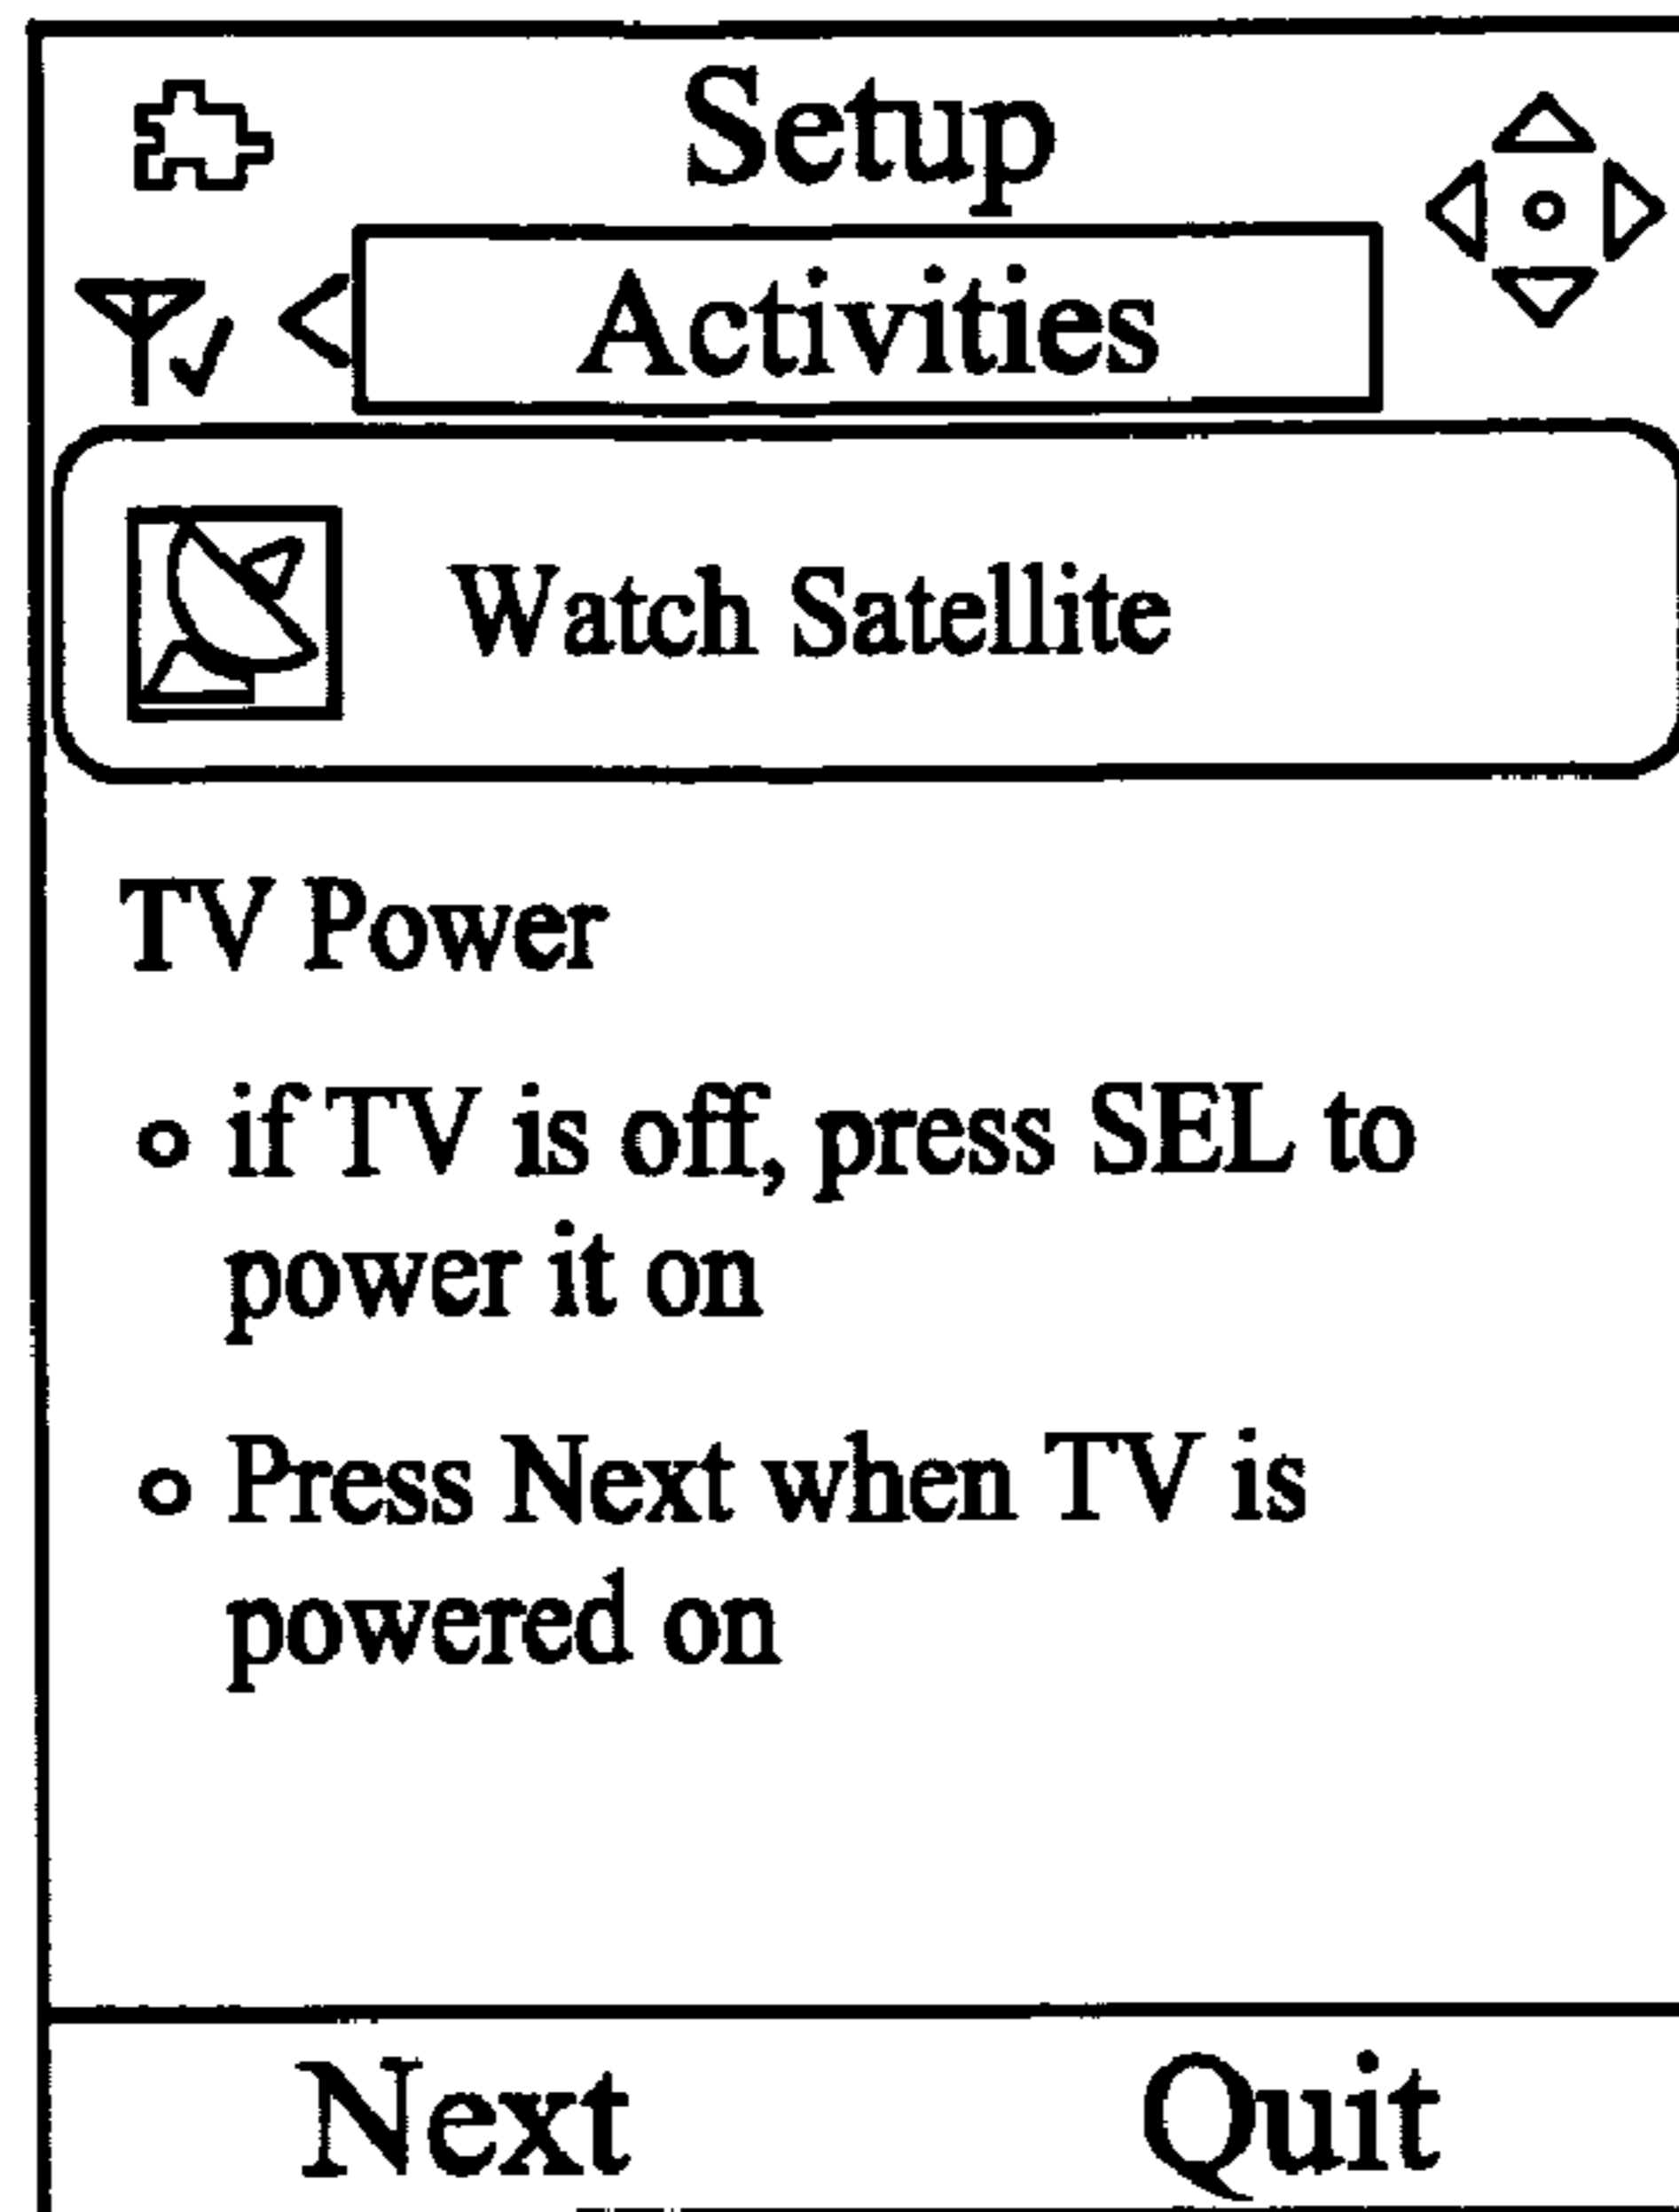 Setup
< Activities
Watch Satellite
TV Power
if TV is off, press SEL to
power it on
Press Next when TV is
powered on
Next Quit